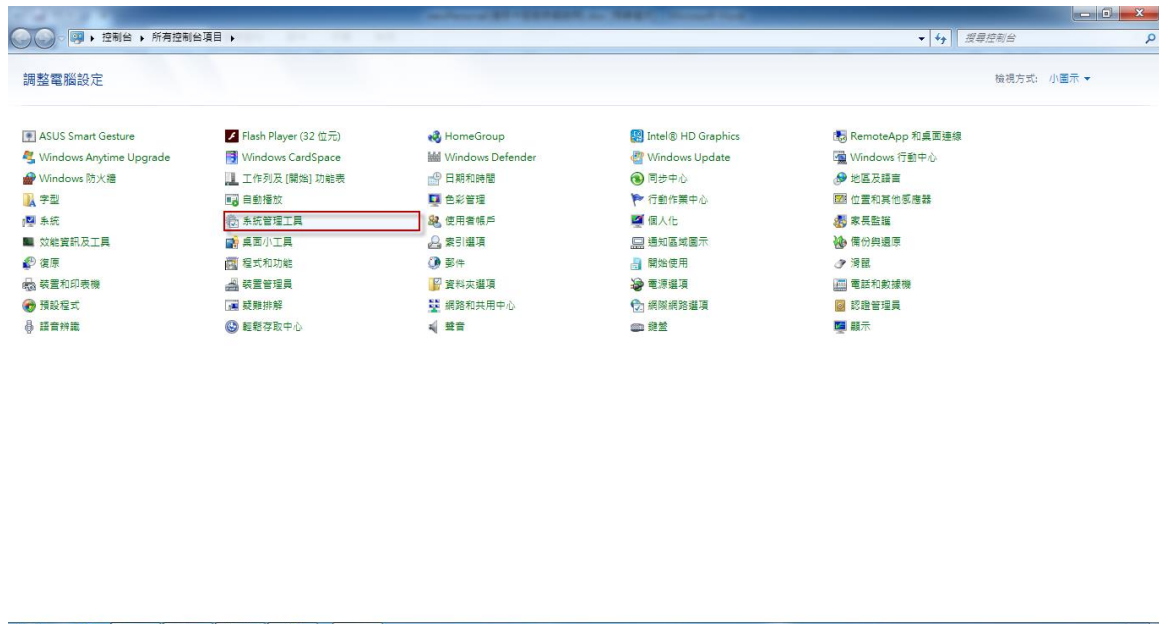 控制台 ▸ 所有控制台項目 ▸
搜尋控制台
調整電腦設定
檢視方式: 小圖示
ASUS Smart Gesture
Flash Player (32 位元)
HomeGroup
Intel® HD Graphics
RemoteApp 和桌面連線
Windows Anytime Upgrade
Windows CardSpace
Windows Defender
Windows Update
Windows 行動中心
Windows 防火牆
工作列及 [開始] 功能表
日期和時間
同步中心
地區及語言
字型
自動播放
色彩管理
行動作業中心
位置和其他感應器
系統
系統管理工具
使用者帳戶
個人化
家長監護
效能資訊及工具
桌面小工具
索引選項
通知區域圖示
備份與還原
復原
程式和功能
郵件
開始使用
滑鼠
裝置和印表機
裝置管理員
資料夾選項
電源選項
電話和數據機
預設程式
疑難排解
網路和共用中心
網際網路選項
認證管理員
語音辨識
輕鬆存取中心
聲音
鍵盤
顯示